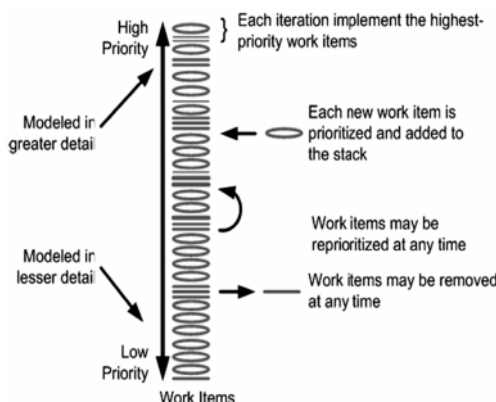 High
Priority
Each iteration implement the highest-
priority work items
Modeled in
greater detail
Each new work item is
prioritized and added to
the stack
Work items may be
reprioritized at any time
Modeled in
lesser detail
Work items may be removed
at any time
Low
Priority
Work Items